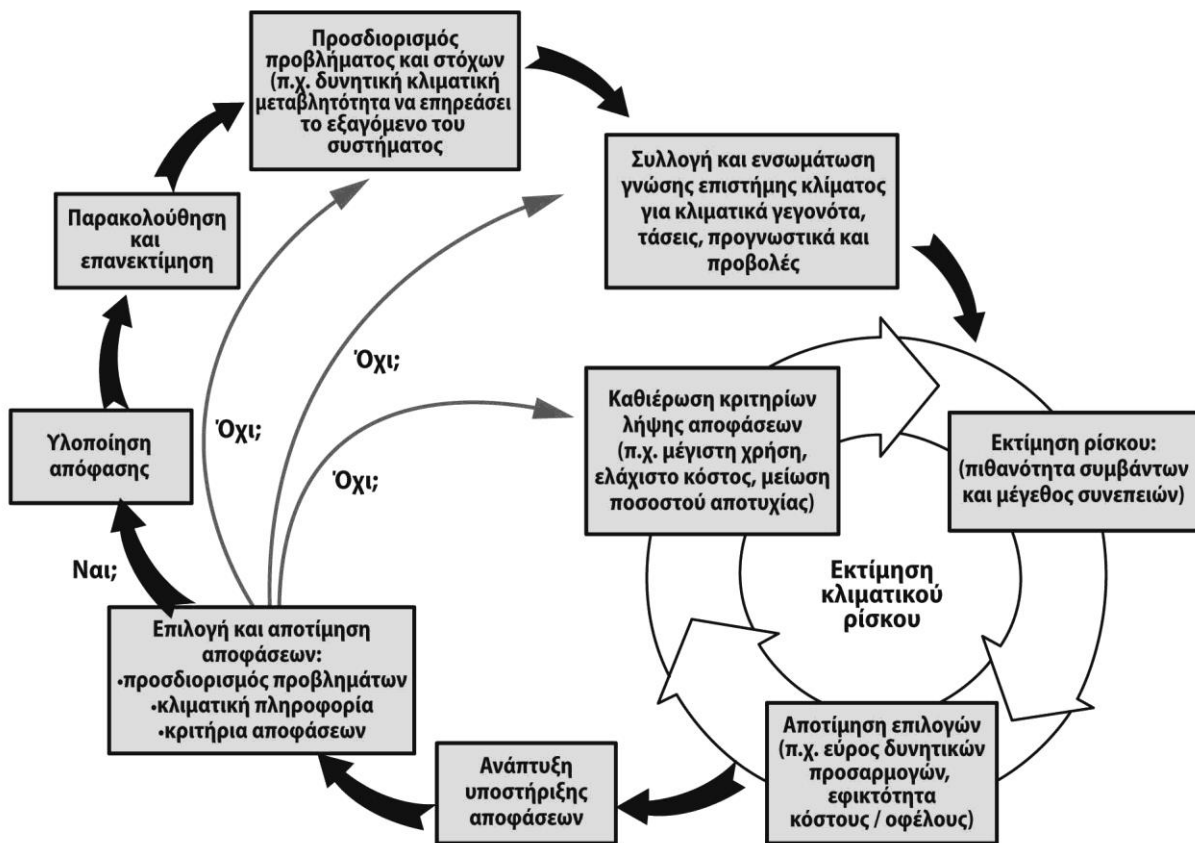 Προσδιορισμός
προβλήματος και στόχων
(π.χ. δυνητική κλιματική
μεταβλητότητα να επηρεάσει
το εξαγόμενο του
συστήματος
Συλλογή και ενσωμάτωση
γνώσης επιστήμης κλίματος
για κλιματικά γεγονότα,
τάσεις, προγνωστικά και
προβολές
Παρακολούθηση
και
επανεκτίμηση
Όχι;
Όχι;
Όχι;
Καθιέρωση κριτηρίων
λήψης αποφάσεων
(π.χ. μέγιστη χρήση,
ελάχιστο κόστος, μείωση
ποσοστού αποτυχίας)
Εκτίμηση ρίσκου:
(πιθανότητα συμβάντων
και μέγεθος συνεπειών)
Υλοποίηση
απόφασης
Εκτίμηση
κλιματικού
ρίσκου
Ναι;
Επιλογή και αποτίμηση
αποφάσεων:
•προσδιορισμός προβλημάτων
•κλιματική πληροφορία
•κριτήρια αποφάσεων
Ανάπτυξη
υποστήριξης
αποφάσεων
Αποτίμηση επιλογών
(π.χ. εύρος δυνητικών
προσαρμογών,
εφικτότητα
κόστους / οφέλους)